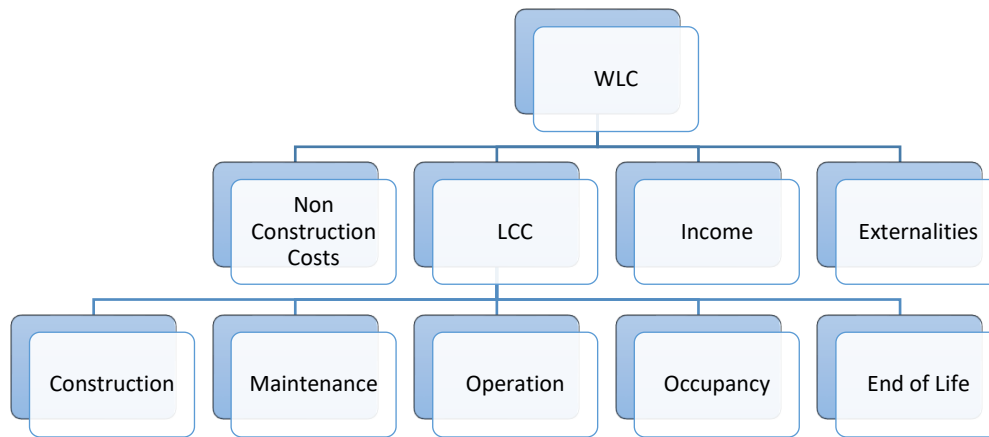 WLC
Non
Construction
Costs
LCC
Income
Externalities
Construction
Maintenance
Operation
Occupancy
End of Life